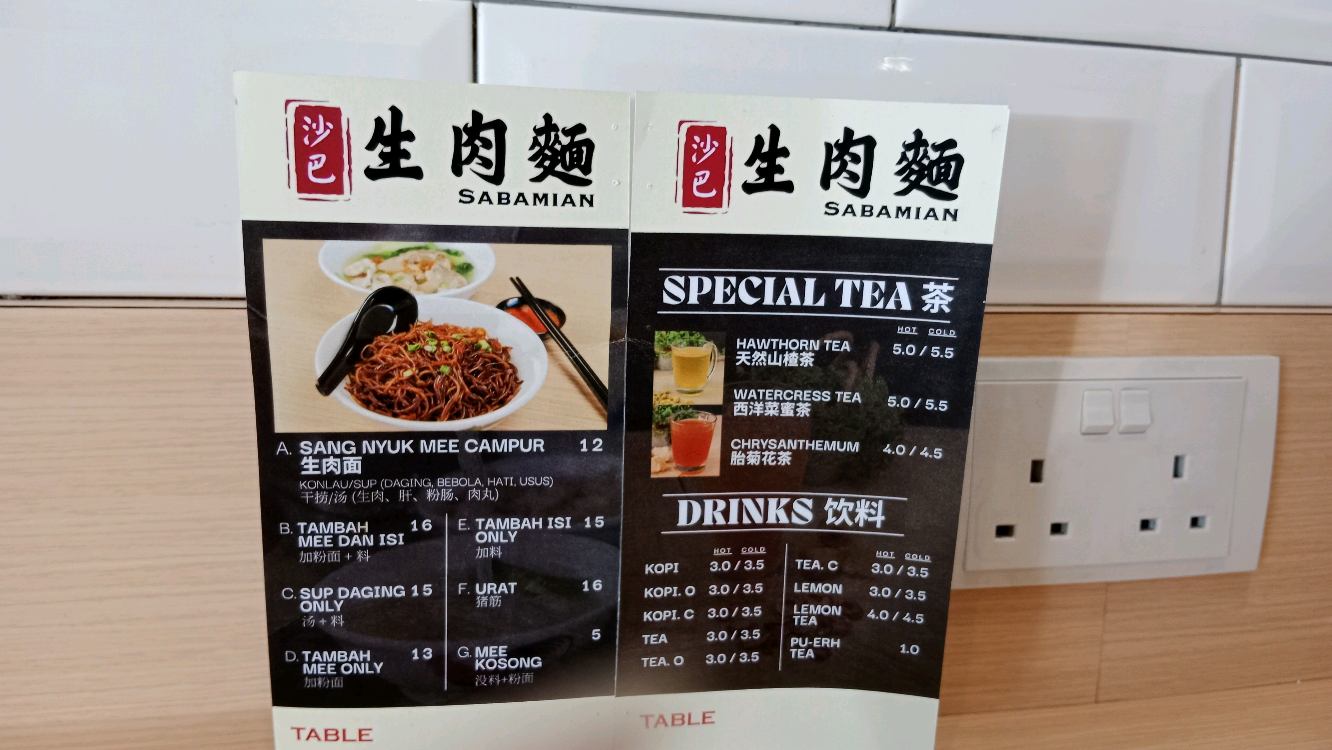 沙巴
生肉麵
SABAMIAN
A. SANG NYUK MEE CAMPUR 12
生肉面
KONLAU/SUP (DAGING, BEBOLA, HATI, USUS)
干捞/汤 (生肉、肝、粉肠、肉丸)
B. TAMBAH 16
MEE DAN ISI
加粉面 + 料
C. SUP DAGING 15
ONLY
汤 + 料
D. TAMBAH 13
MEE ONLY
加粉面
E. TAMBAH ISI 15
ONLY
加料
F. URAT 16
猪筋
5
G. MEE
KOSONG
没料+粉面
TABLE
沙巴
生肉麵
SABAMIAN
SPECIAL TEA 茶
HOT COLD
HAWTHORN TEA 5.0 / 5.5
天然山楂茶
WATERCRESS TEA 5.0 / 5.5
西洋菜蜜茶
CHRYSANTHEMUM 4.0 / 4.5
胎菊花茶
DRINKS 饮料
HOT COLD
KOPI 3.0 / 3.5
KOPI. O 3.0 / 3.5
KOPI. C 3.0 / 3.5
TEA 3.0 / 3.5
TEA. O 3.0 / 3.5
HOT COLD
TEA. C 3.0 / 3.5
LEMON 3.0 / 3.5
LEMON 4.0 / 4.5
TEA
PU-ERH 1.0
TEA
TABLE